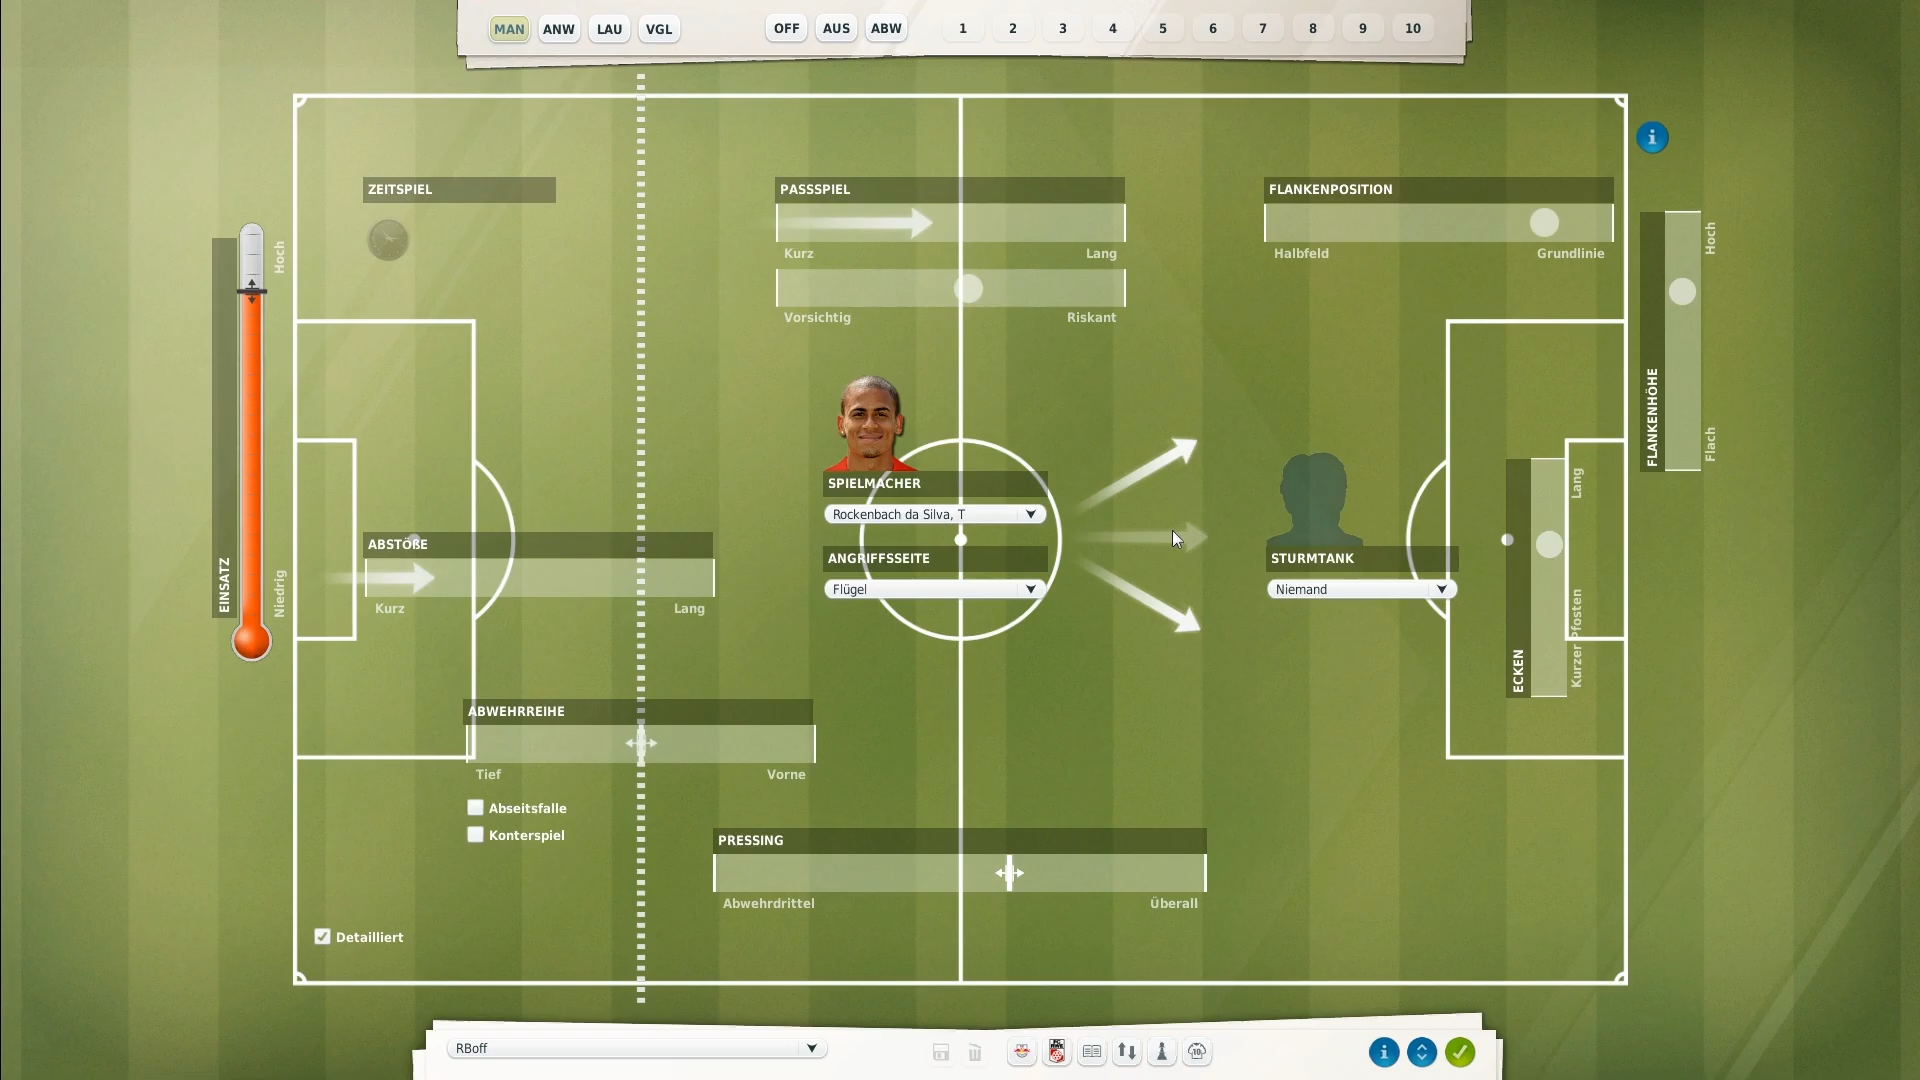 MAN ANW LAU VGL OFF AUS ABW 1 2 3 4 5 6 7 8 9 10
ZEITSPIEL
PASSSPIEL
Kurz Lang
Vorsichtig Riskant
FLANKENPOSITION
Halbfeld Grundlinie
FLANKENHÖHE
Hoch
Flach
EINSATZ
Hoch
Niedrig
SPIELMACHER
Rockenbach da Silva, T
ANGRIFFSSEITE
Flügel
STURMTANK
Niemand
ECKEN
Lang
Kurzer Pfosten
ABSTÖßE
Kurz Lang
ABWEHRREIHE
Tief Vorne
Abseitsfalle
Konterspiel
PRESSING
Abwehrdrittel Überall
Detailliert
RBoff
10